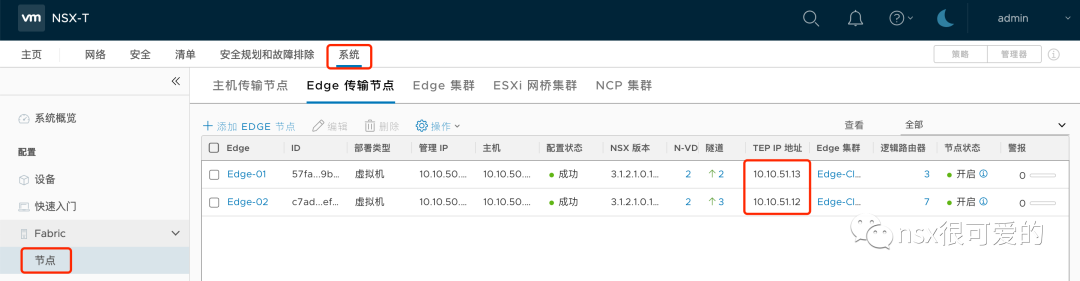 vm NSX-T admin
主页 网络 安全 清单 安全规划和故障排除 系统 策略 管理器
主机传输节点 Edge 传输节点 Edge 集群 ESXi 网桥集群 NCP 集群
系统概览
配置
设备
快速入门
Fabric
节点
+ 添加 EDGE 节点 编辑 删除 操作 查看 全部
Edge ID 部署类型 管理 IP 主机 配置状态 NSX 版本 N-VD 隧道 TEP IP 地址 Edge 集群 逻辑路由器 节点状态 警报
Edge-01 57fa...9b... 虚拟机 10.10.50.... 10.10.50.... 成功 3.1.2.1.0.1... 2 2 10.10.51.13 Edge-Cl... 3 开启 0
Edge-02 c7ad...ef... 虚拟机 10.10.50.... 10.10.50.... 成功 3.1.2.1.0.1... 2 3 10.10.51.12 Edge-Cl... 7 开启 0
nsx很可爱的